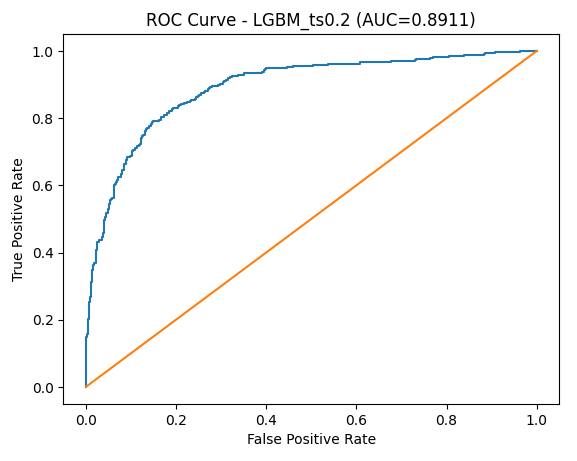 ROC Curve - LGBM_ts0.2 (AUC=0.8911)
True Positive Rate
1.0
0.8
0.6
0.4
0.2
0.0
0.0 0.2 0.4 0.6 0.8 1.0
False Positive Rate